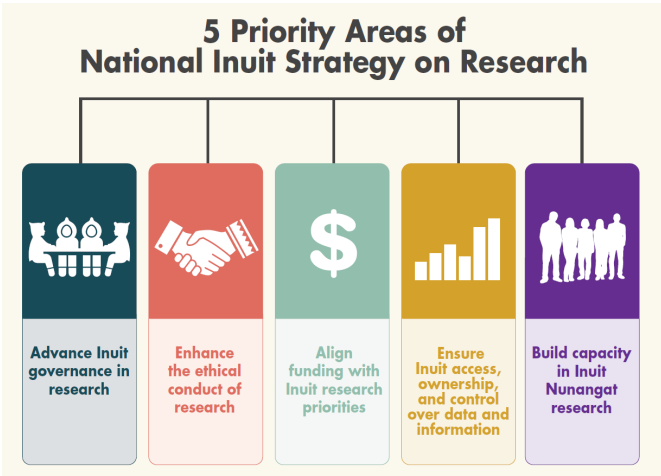 5 Priority Areas of
National Inuit Strategy on Research
$
Advance Inuit
governance in
research
Enhance
the ethical
conduct of
research
Align
funding with
Inuit research
priorities
Ensure
Inuit access,
ownership,
and control
over data and
information
Build capacity
in Inuit
Nunangat
research